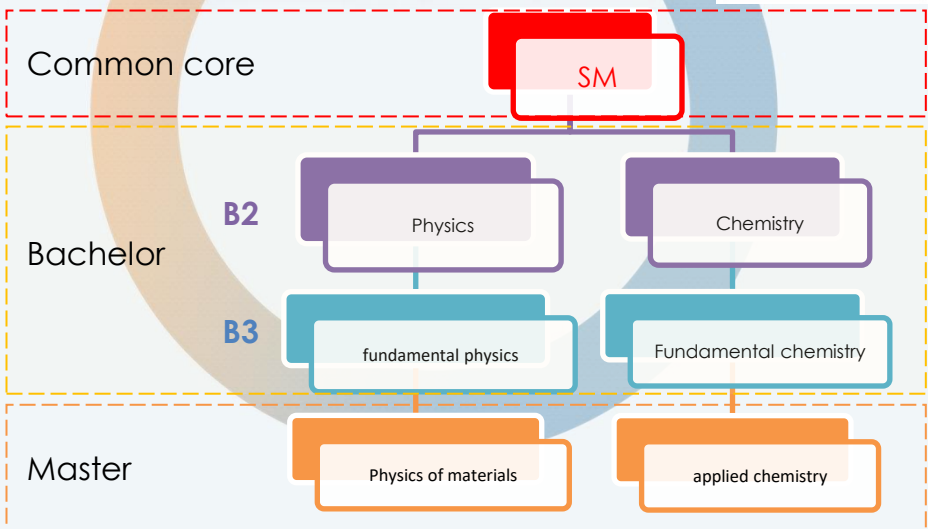 Common core
SM
B2
Physics
Chemistry
Bachelor
B3
fundamental physics
Fundamental chemistry
Master
Physics of materials
applied chemistry